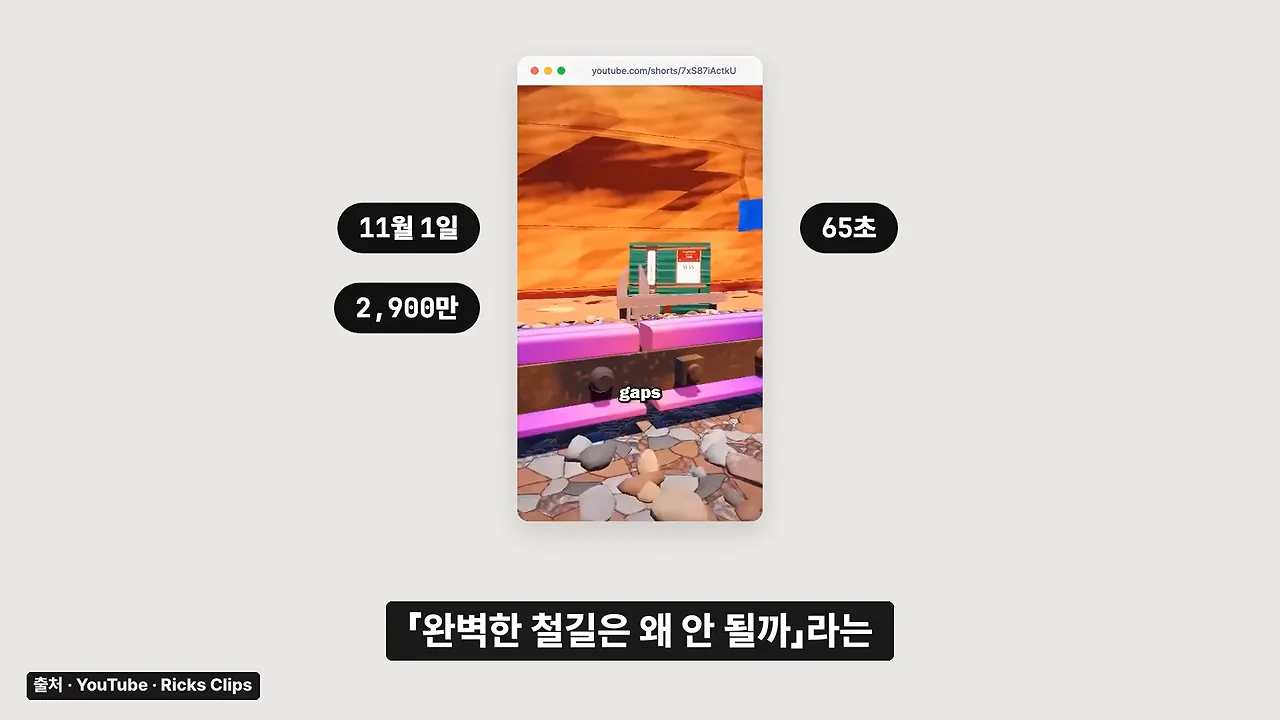 youtube.com/shorts/7xS87iActkU
11월 1일
65초
2,900만
gaps
「완벽한 철길은 왜 안 될까」라는
출처 · YouTube · Ricks Clips